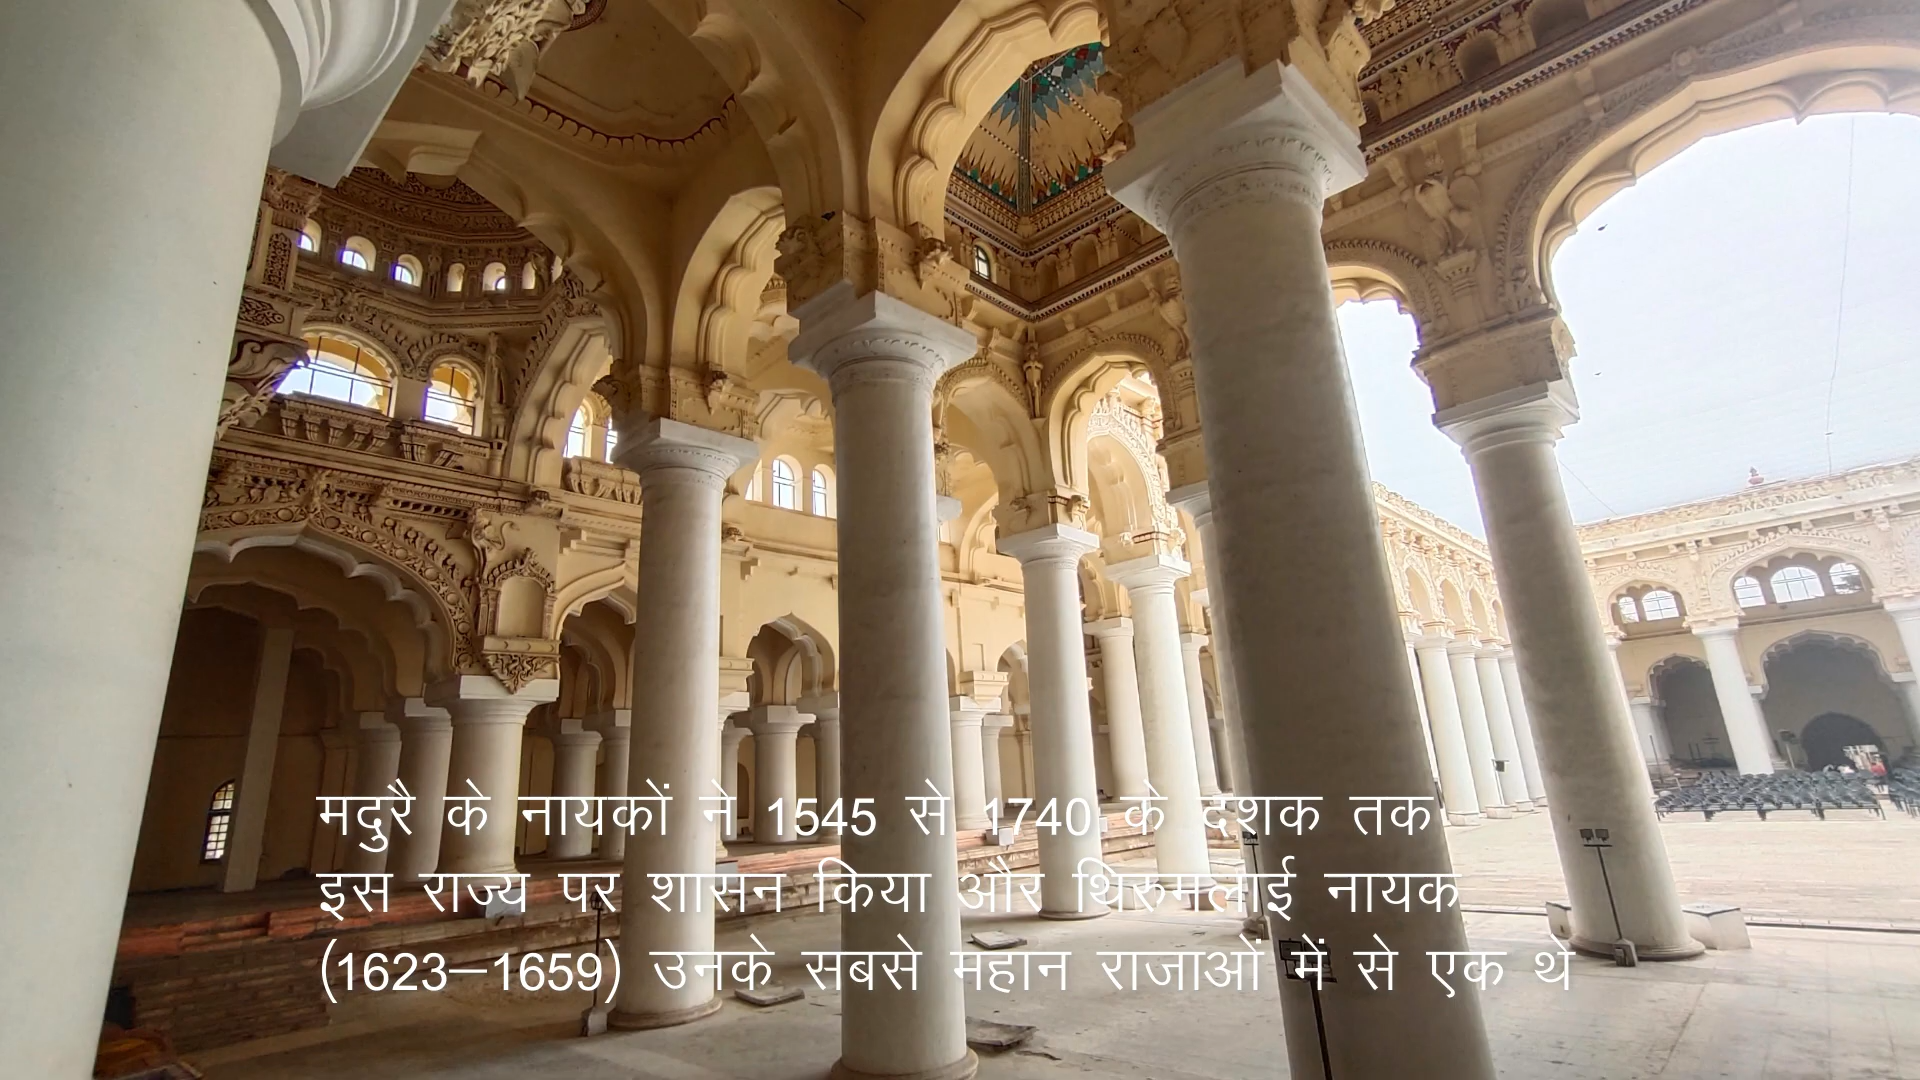 मदुरै के नायकों ने 1545 से 1740 के दशक तक
इस राज्य पर शासन किया और थिरुमलाई नायक
(1623–1659) उनके सबसे महान राजाओं में से एक थे